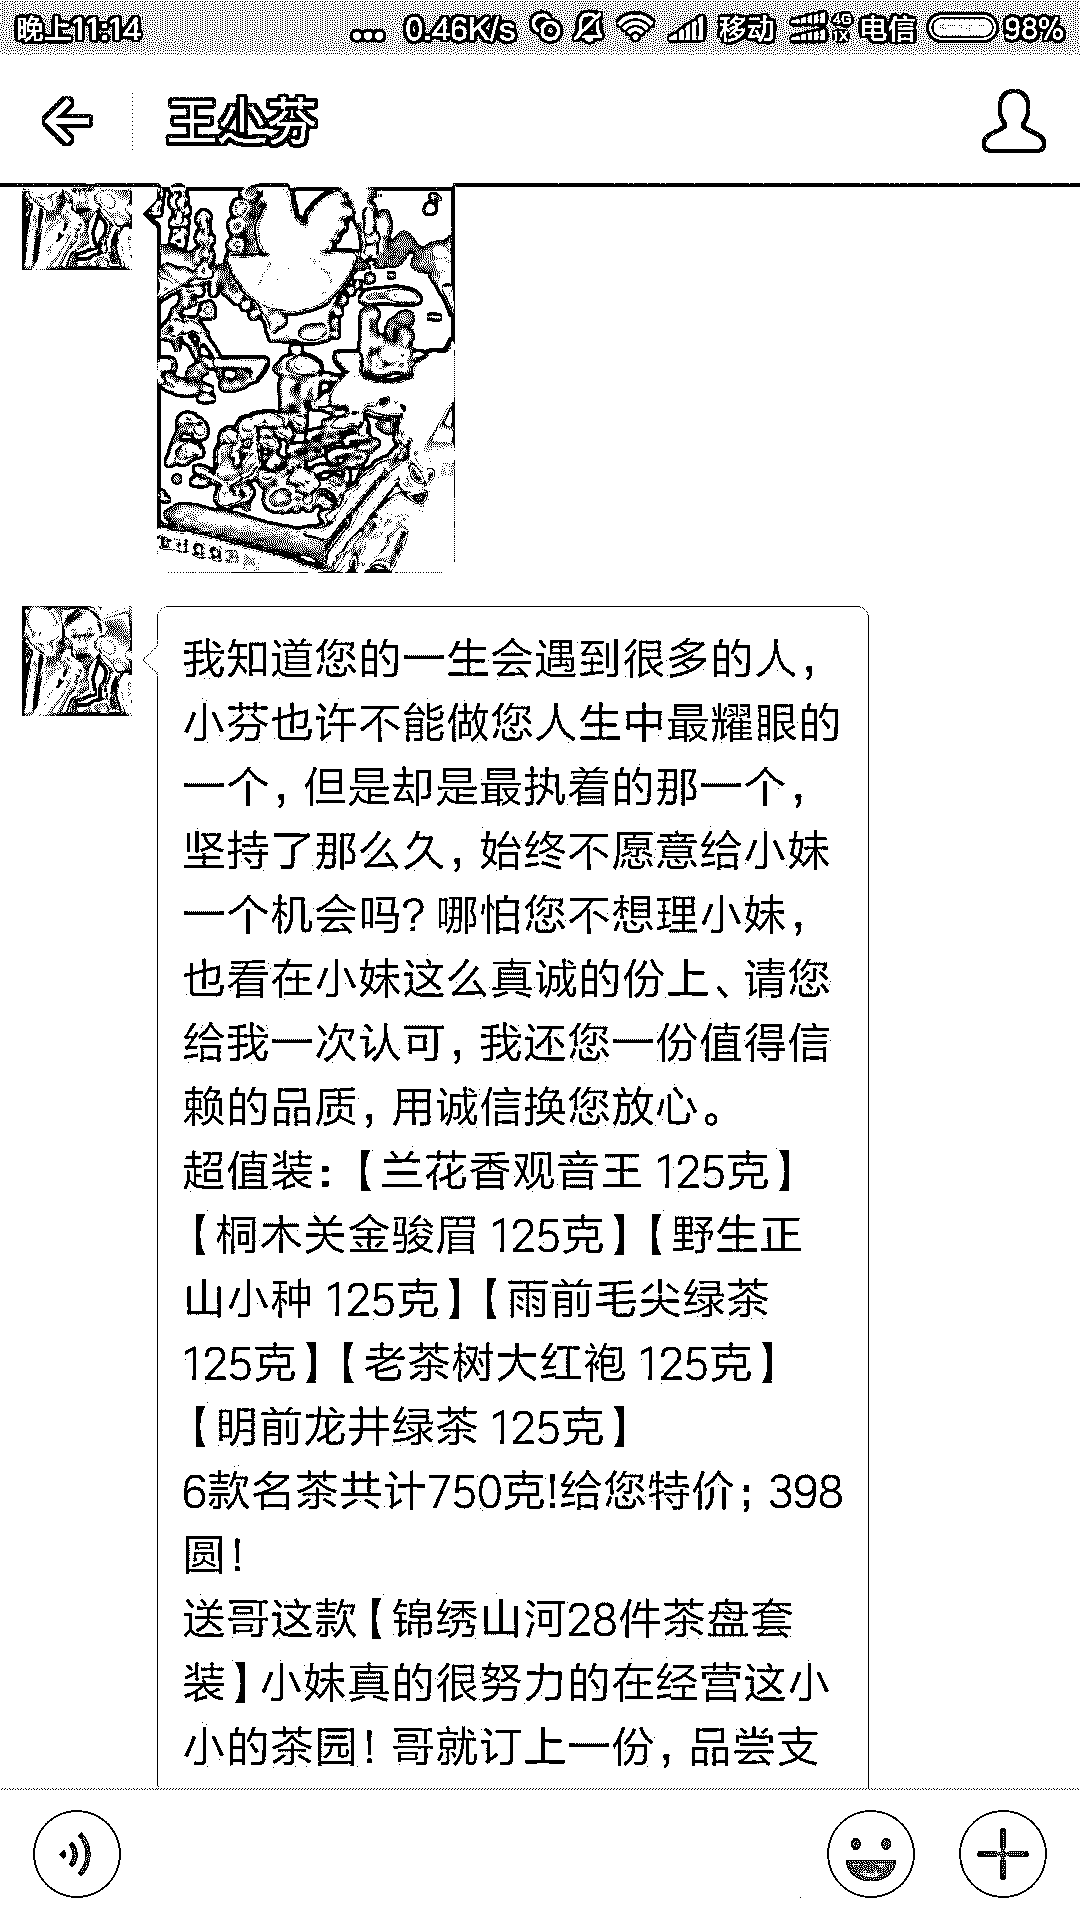 晚上11:14
... 0.46K/s 移动 4G 1X 电信 98%
王小芬
我知道您的一生会遇到很多的人，
小芬也许不能做您人生中最耀眼的
一个，但是却是最执着的那一个，
坚持了那么久，始终不愿意给小妹
一个机会吗？哪怕您不想理小妹，
也看在小妹这么真诚的份上、请您
给我一次认可，我还您一份值得信
赖的品质，用诚信换您放心。
超值装：【兰花香观音王 125克】
【桐木关金骏眉 125克】【野生正
山小种 125克】【雨前毛尖绿茶
125克】【老茶树大红袍 125克】
【明前龙井绿茶 125克】
6款名茶共计750克!给您特价；398
圆！
送哥这款【锦绣山河28件茶盘套
装】小妹真的很努力的在经营这小
小的茶园！哥就订上一份，品尝支